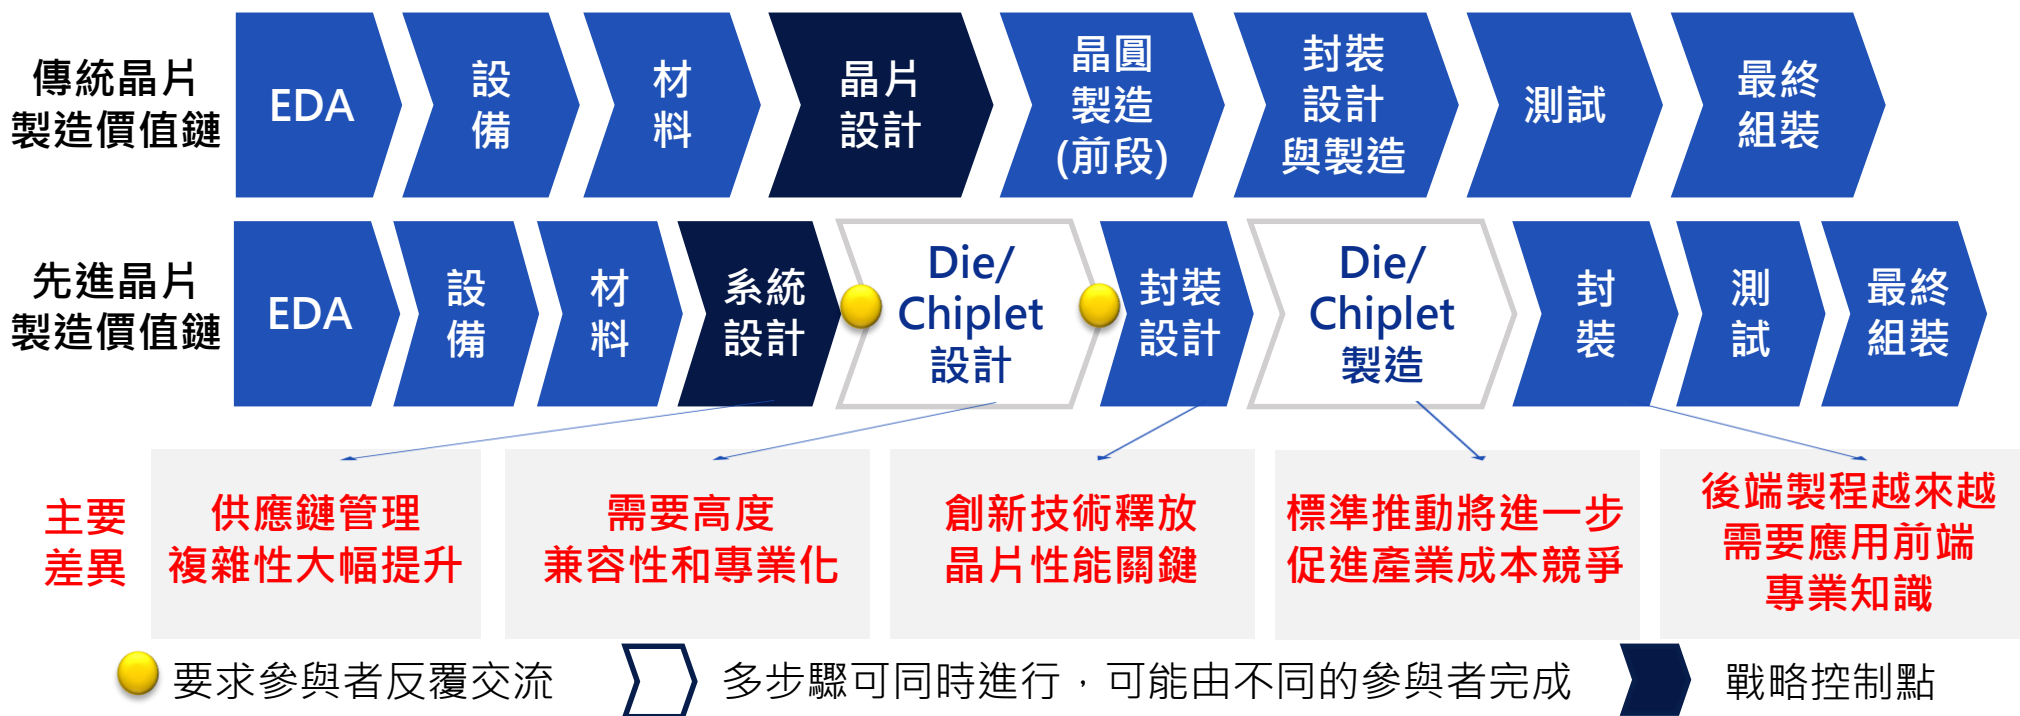 傳統晶片
製造價值鏈
EDA
設
備
材
料
晶片
設計
晶圓
製造
(前段)
封裝
設計
與製造
測試
最終
組裝
先進晶片
製造價值鏈
EDA
設
備
材
料
系統
設計
Die/
Chiplet
設計
封裝
設計
Die/
Chiplet
製造
封
裝
測
試
最終
組裝
主要
差異
供應鏈管理
複雜性大幅提升
需要高度
兼容性和專業化
創新技術釋放
晶片性能關鍵
標準推動將進一步
促進產業成本競爭
後端製程越來越
需要應用前端
專業知識
要求參與者反覆交流
多步驟可同時進行，可能由不同的參與者完成
戰略控制點